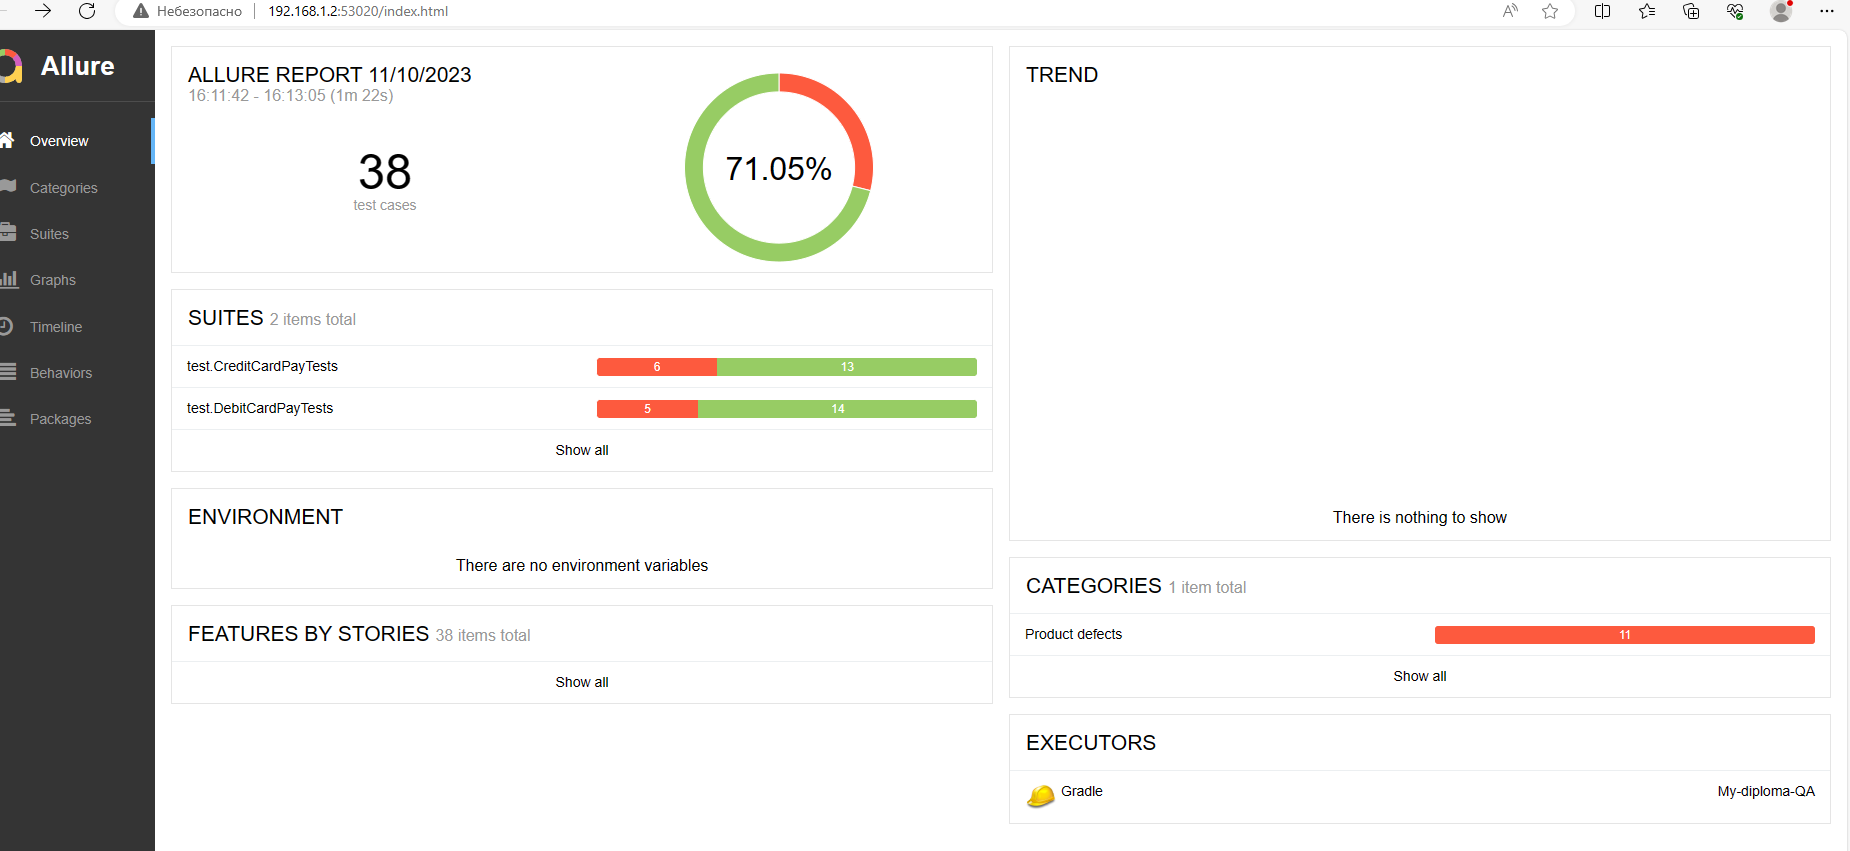 Небезопасно
192.168.1.2:53020/index.html
Allure
Overview
Categories
Suites
Graphs
Timeline
Behaviors
Packages
ALLURE REPORT 11/10/2023
16:11:42 - 16:13:05 (1m 22s)
38
test cases
71.05%
SUITES 2 items total
test.CreditCardPayTests 6 13
test.DebitCardPayTests 5 14
Show all
ENVIRONMENT
There are no environment variables
FEATURES BY STORIES 38 items total
Show all
TREND
There is nothing to show
CATEGORIES 1 item total
Product defects 11
Show all
EXECUTORS
Gradle My-diploma-QA